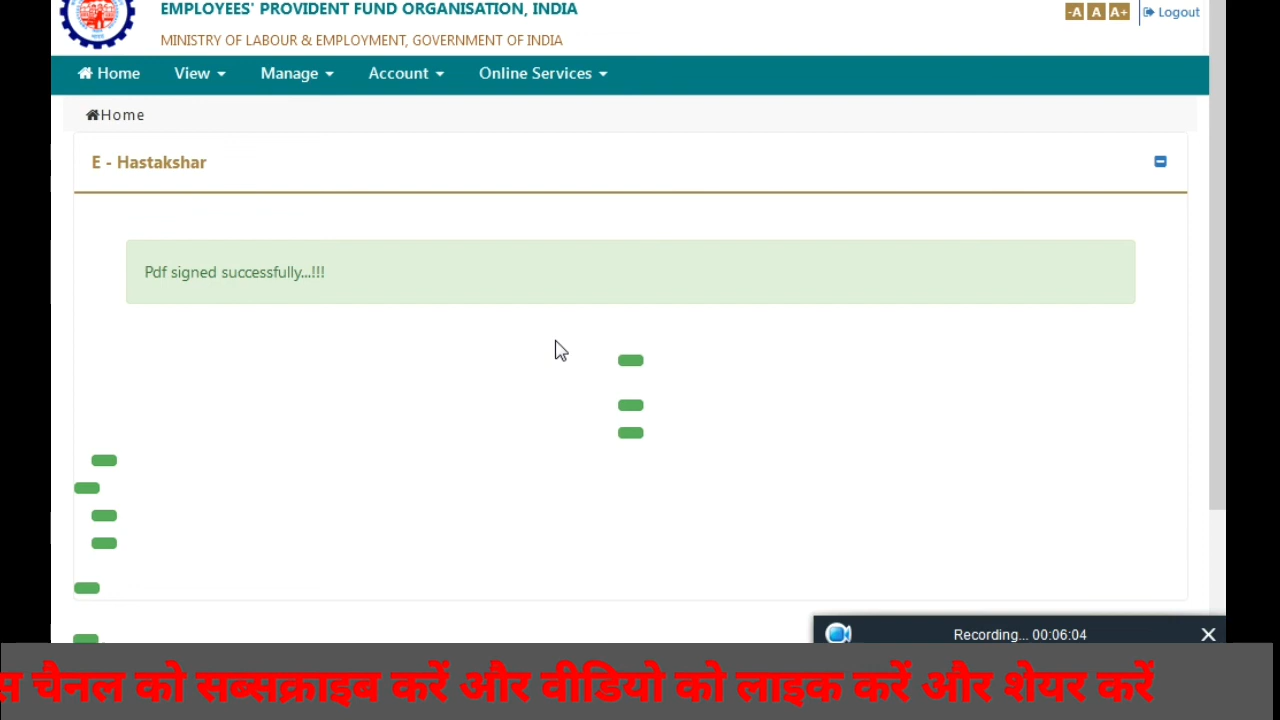 EMPLOYEES' PROVIDENT FUND ORGANISATION, INDIA
-A A A+ Logout
MINISTRY OF LABOUR & EMPLOYMENT, GOVERNMENT OF INDIA
Home View Manage Account Online Services
Home
E - Hastakshar
Pdf signed successfully...!!!
Recording... 00:06:04
चैनल को सब्सक्राइब करें और वीडियो को लाइक करें और शेयर करें